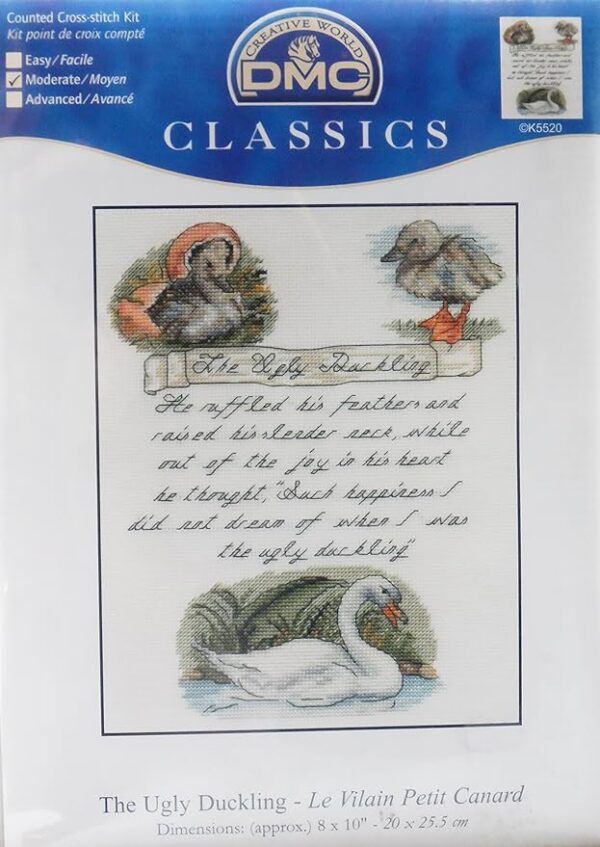 Counted Cross-stitch Kit
Kit point de croix compté
Easy/Facile
Moderate/Moyen
Advanced/Avancé
CREATIVE WORLD
DMC
CLASSICS
©K5520
The Ugly Duckling
He ruffled his feathers and
raised his slender neck, while
out of the joy in his heart
he thought, "Such happiness I
did not dream of when I was
the ugly duckling"
The Ugly Duckling - Le Vilain Petit Canard
Dimensions: (approx.) 8 x 10" - 20 x 25.5 cm